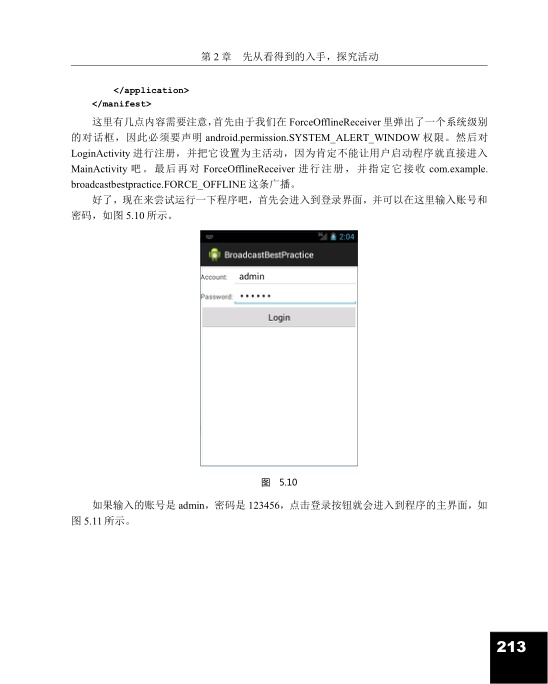 第 2 章 先从看得到的入手，探究活动
</application>
</manifest>
这里有几点内容需要注意，首先由于我们在 ForceOfflineReceiver 里弹出了一个系统级别
的对话框，因此必须要声明 android.permission.SYSTEM_ALERT_WINDOW 权限。然后对
LoginActivity 进行注册，并把它设置为主活动，因为肯定不能让用户启动程序就直接进入
MainActivity 吧。最后再对 ForceOfflineReceiver 进行注册，并指定它接收 com.example.
broadcastbestpractice.FORCE_OFFLINE 这条广播。
好了，现在来尝试运行一下程序吧，首先会进入到登录界面，并可以在这里输入账号和
密码，如图 5.10 所示。
2:04
BroadcastBestPractice
Account: admin
Password: ••••••
Login
图 5.10
如果输入的账号是 admin，密码是 123456，点击登录按钮就会进入到程序的主界面，如
图 5.11 所示。
213